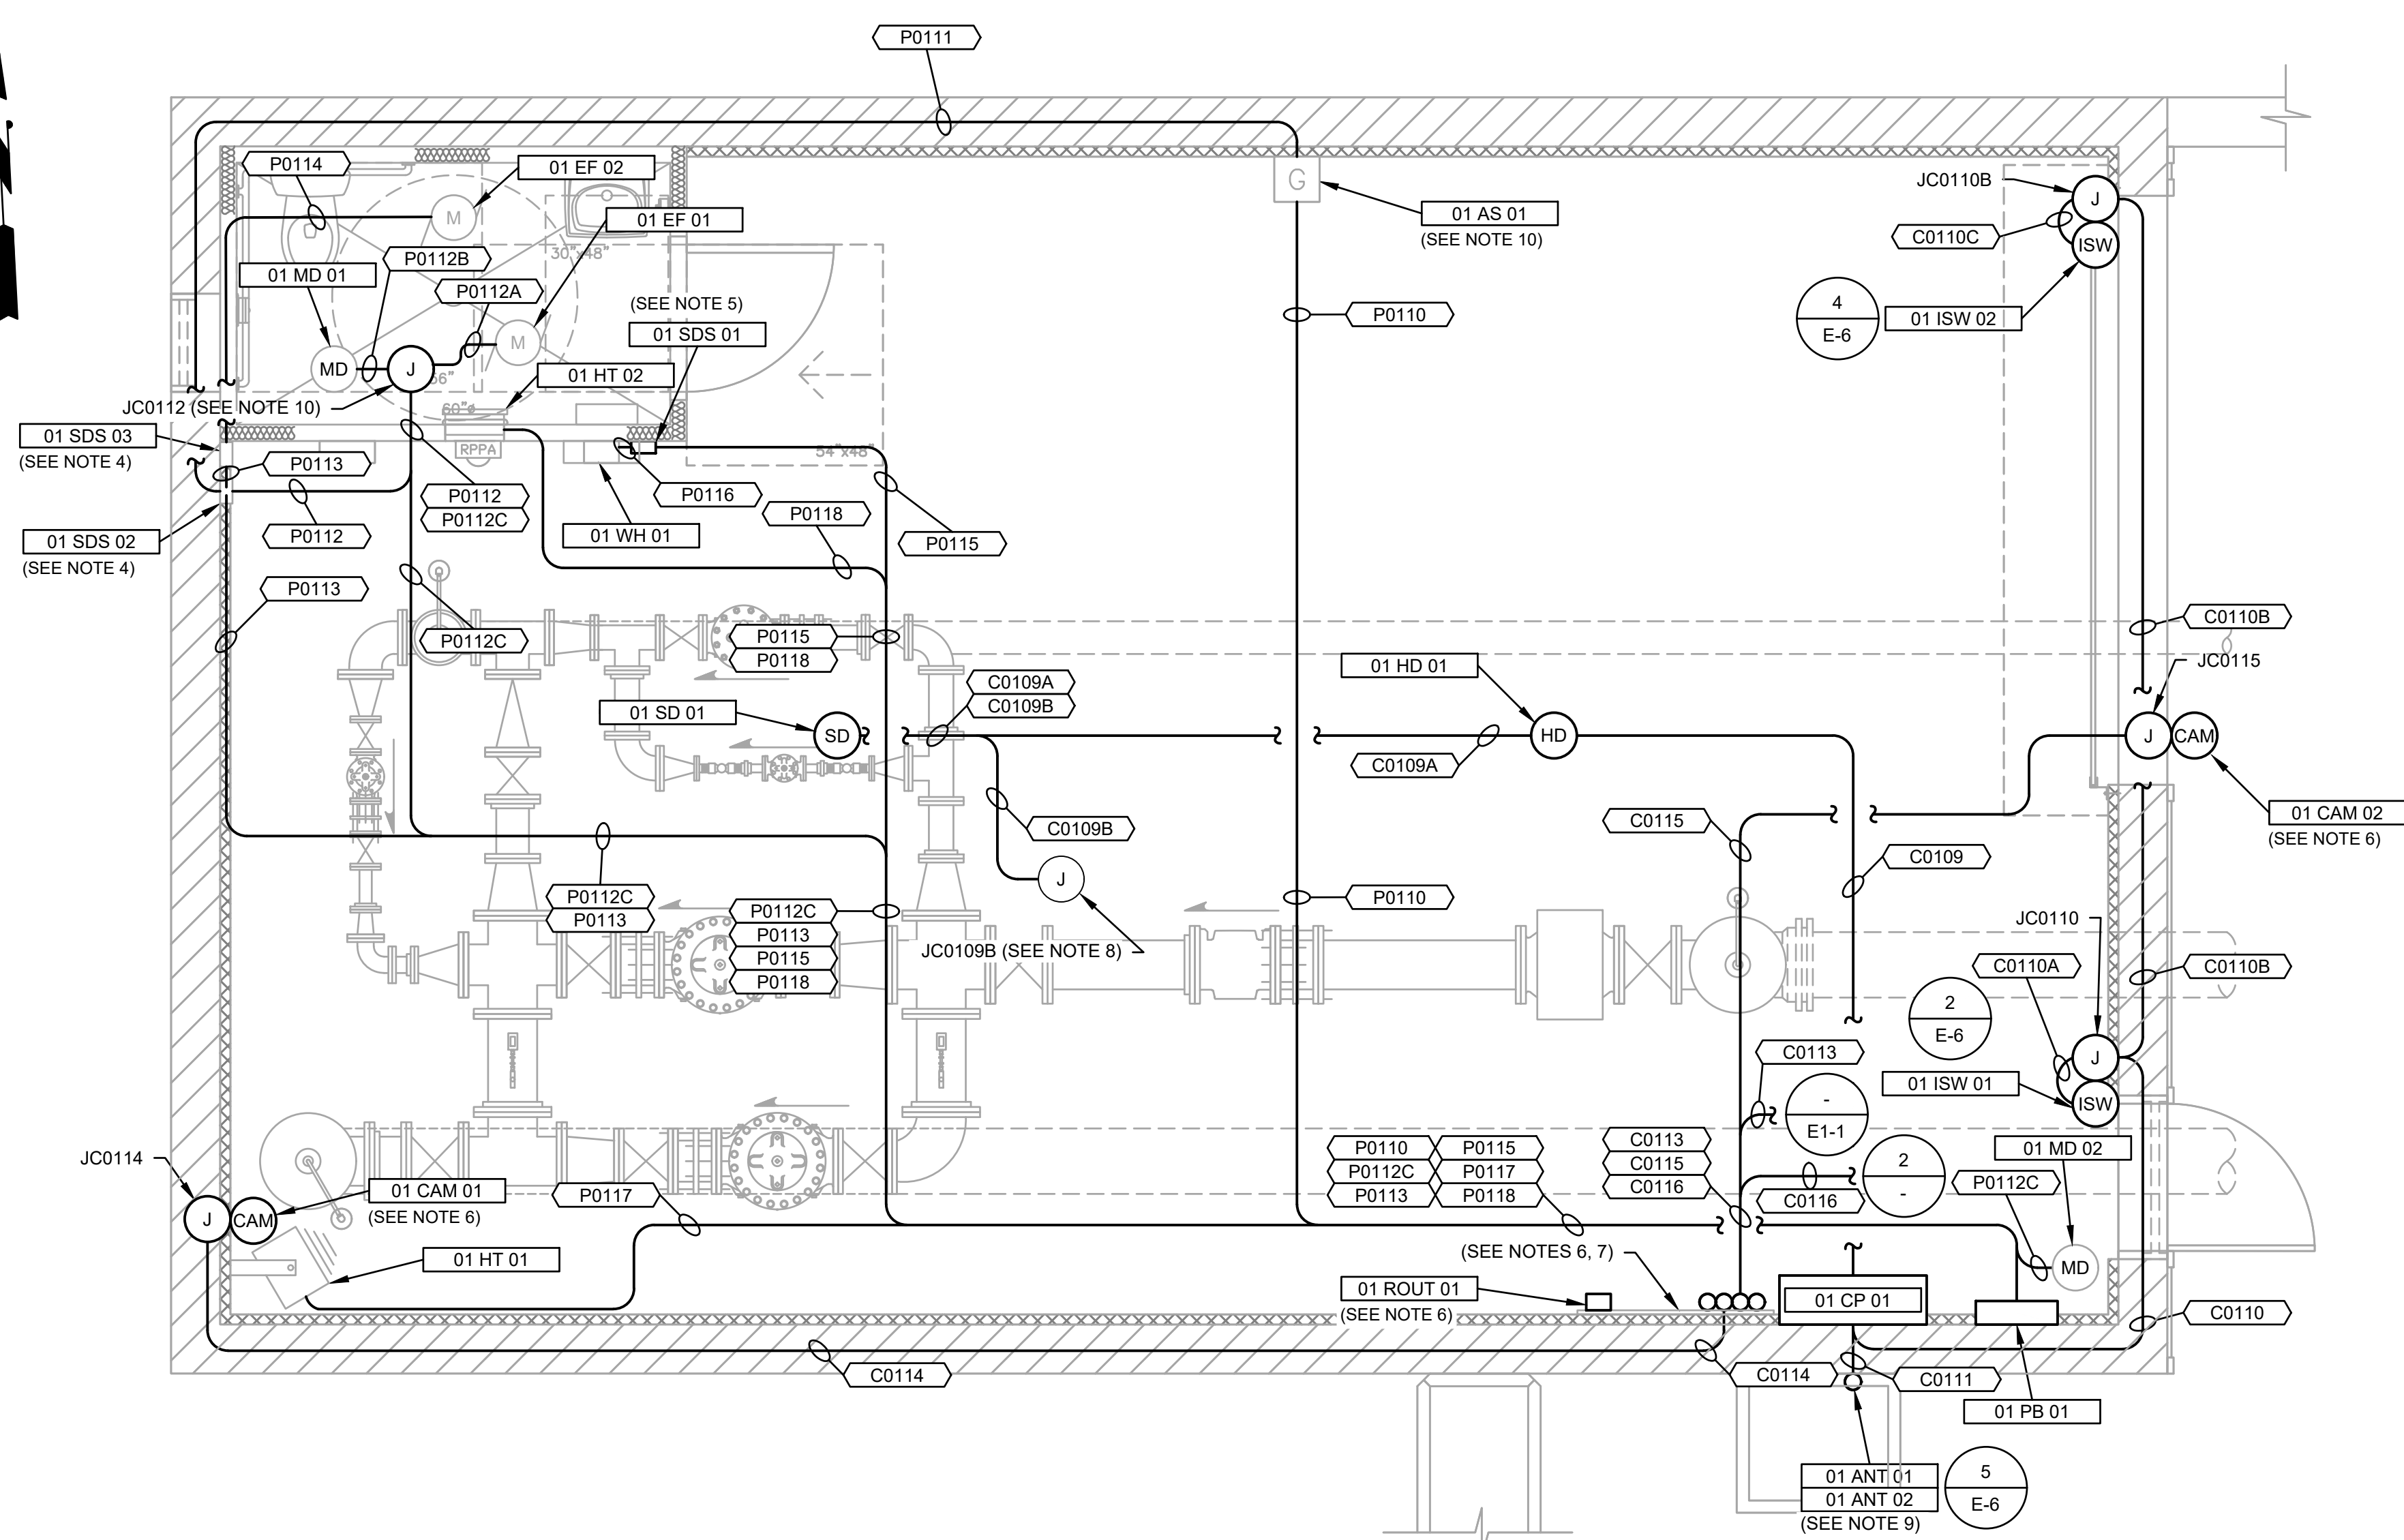 P0111
P0114
01 EF 02
G
JC0110B
J
M
01 EF 01
01 AS 01
(SEE NOTE 10)
C0110C
ISW
P0112B
30"x48"
01 MD 01
P0112A
(SEE NOTE 5)
4
E-6
01 ISW 02
P0110
01 SDS 01
M
MD
J
56"
01 HT 02
JC0112 (SEE NOTE 10)
60"ø
01 SDS 03
(SEE NOTE 4)
RPPA
54"x48"
P0113
P0112
P0112C
P0116
P0118
P0112
01 WH 01
P0115
01 SDS 02
(SEE NOTE 4)
P0113
P0112C
P0115
P0118
C0110B
JC0115
01 HD 01
C0109A
C0109B
01 SD 01
SD
HD
J
CAM
C0109A
01 CAM 02
(SEE NOTE 6)
C0109B
C0115
C0109
J
P0112C
P0113
P0112C
P0113
P0115
P0118
P0110
JC0109B (SEE NOTE 8)
JC0110
C0110A
C0110B
2
E-6
C0113
J
01 ISW 01
ISW
-
E1-1
P0110
P0112C
P0113
P0115
P0117
P0118
C0113
C0115
C0116
01 MD 02
2
-
JC0114
01 CAM 01
(SEE NOTE 6)
P0117
C0116
P0112C
J
CAM
01 HT 01
(SEE NOTES 6, 7)
MD
01 ROUT 01
(SEE NOTE 6)
01 CP 01
C0110
C0114
C0114
C0111
01 PB 01
01 ANT 01
01 ANT 02
(SEE NOTE 9)
5
E-6